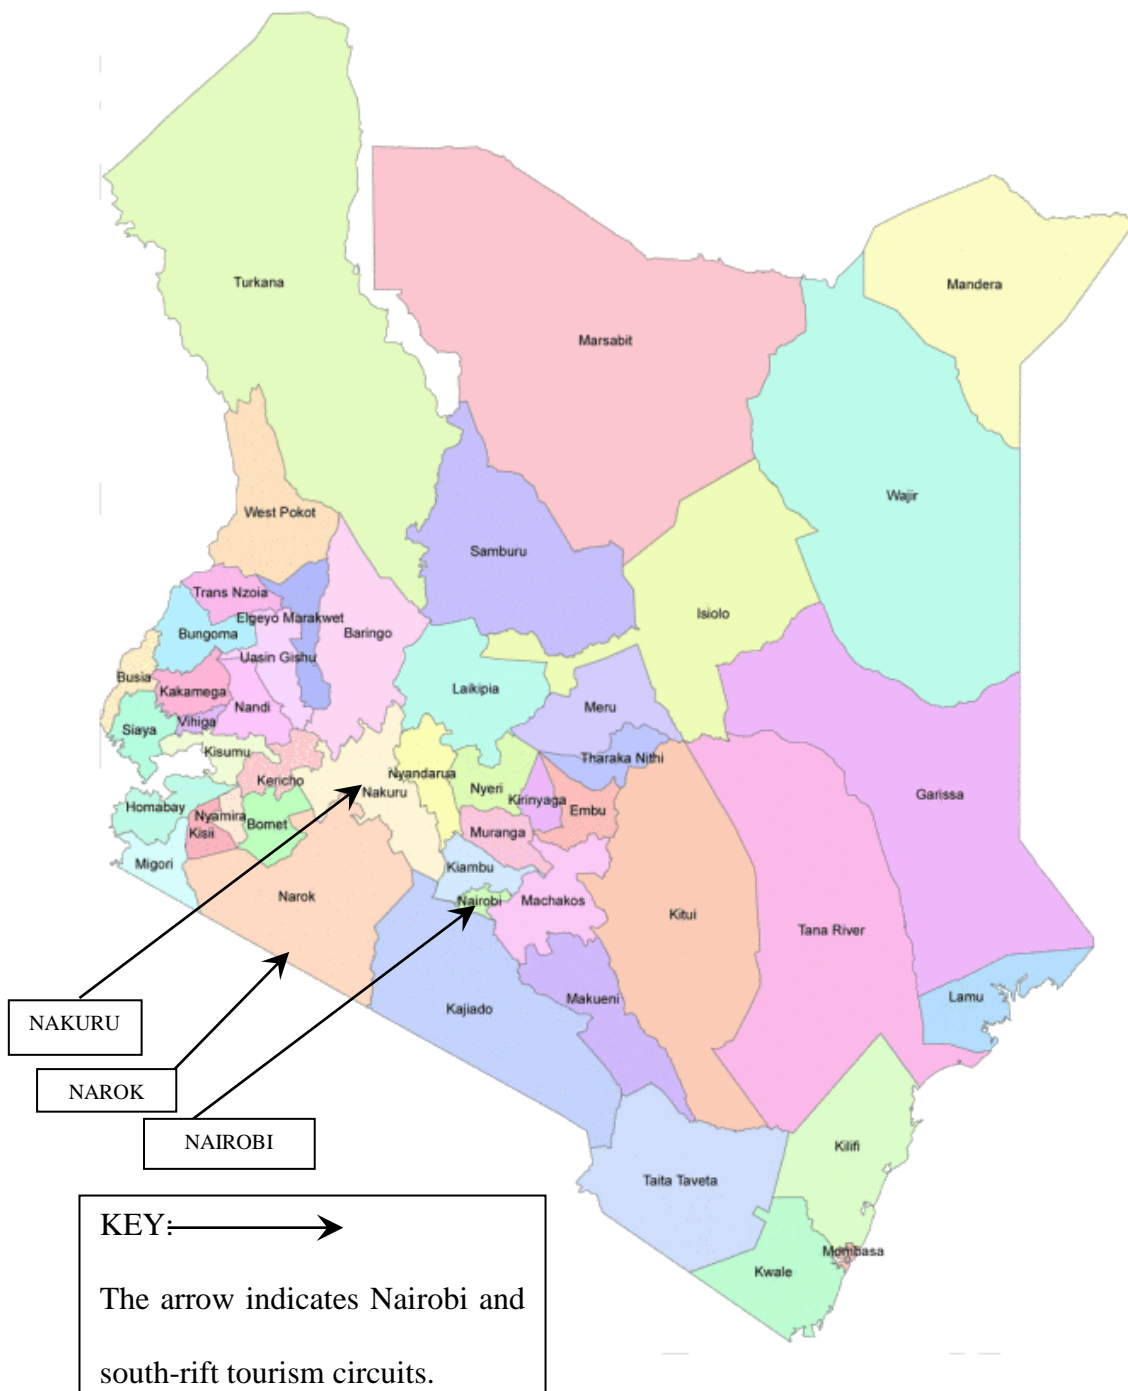 Turkana
Mandera
Marsabit
Wajir
West Pokot
Samburu
Trans Nzoia
Isiolo
Elgeyo Marakwet
Bungoma
Baringo
Uasin Gishu
Busia
Kakamega
Laikipia
Nandi
Meru
Vihiga
Siaya
Kisumu
Tharaka Nithi
Nyandarua
Kericho
Nyeri
Nakuru
Garissa
Kirinyaga
Homabay
Embu
Nyamira
Bomet
Kisii
Muranga
Migori
Kiambu
Narok
Nairobi
Machakos
Kitui
Tana River
Makueni
Lamu
Kajiado
NAKURU
NAROK
NAIROBI
Kilifi
Taita Taveta
Mombasa
Kwale
KEY:
The arrow indicates Nairobi and
south-rift tourism circuits.